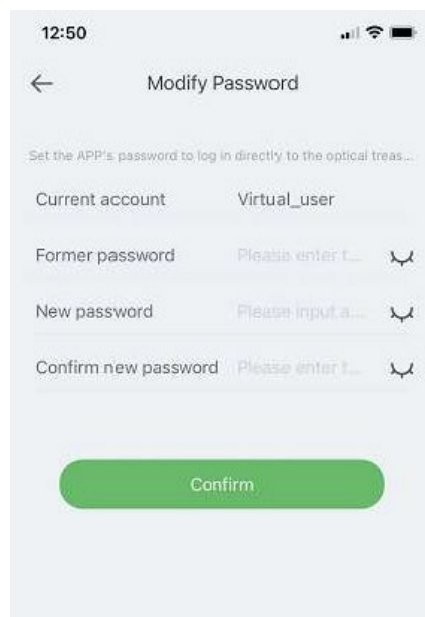 12:50
Modify Password
Set the APP's password to log in directly to the optical treas...
Current account Virtual_user
Former password Please enter t...
New password Please input a...
Confirm new password Please enter t...
Confirm